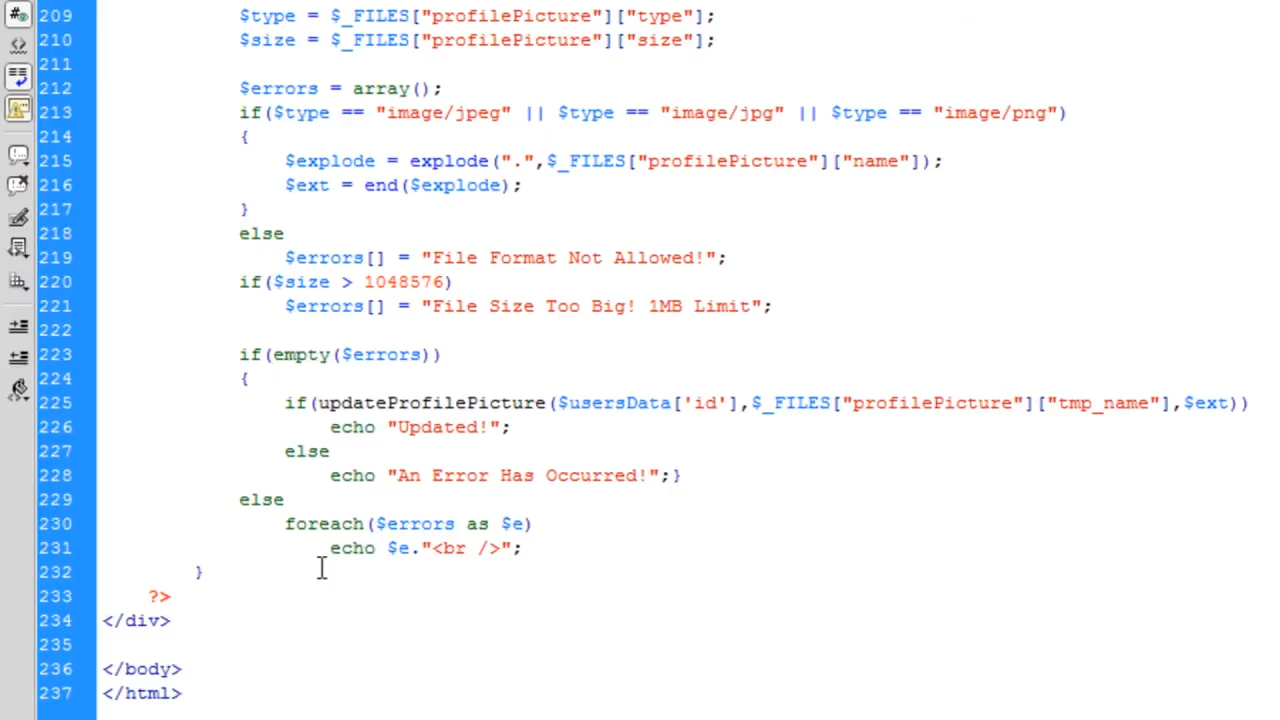 209 $type = $_FILES["profilePicture"]["type"];
210 $size = $_FILES["profilePicture"]["size"];
211
212 $errors = array();
213 if($type == "image/jpeg" || $type == "image/jpg" || $type == "image/png")
214 {
215 $explode = explode(".",$_FILES["profilePicture"]["name"]);
216 $ext = end($explode);
217 }
218 else
219 $errors[] = "File Format Not Allowed!";
220 if($size > 1048576)
221 $errors[] = "File Size Too Big! 1MB Limit";
222
223 if(empty($errors))
224 {
225 if(updateProfilePicture($usersData['id'],$_FILES["profilePicture"]["tmp_name"],$ext))
226 echo "Updated!";
227 else
228 echo "An Error Has Occurred!";}
229 else
230 foreach($errors as $e)
231 echo $e."<br />";
232 }
233 ?>
234 </div>
235
236 </body>
237 </html>